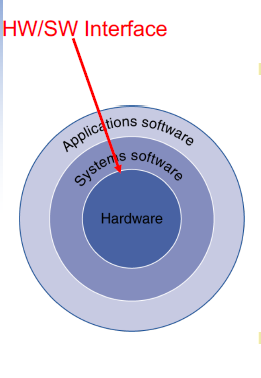 HW/SW Interface
Applications software
Systems software
Hardware